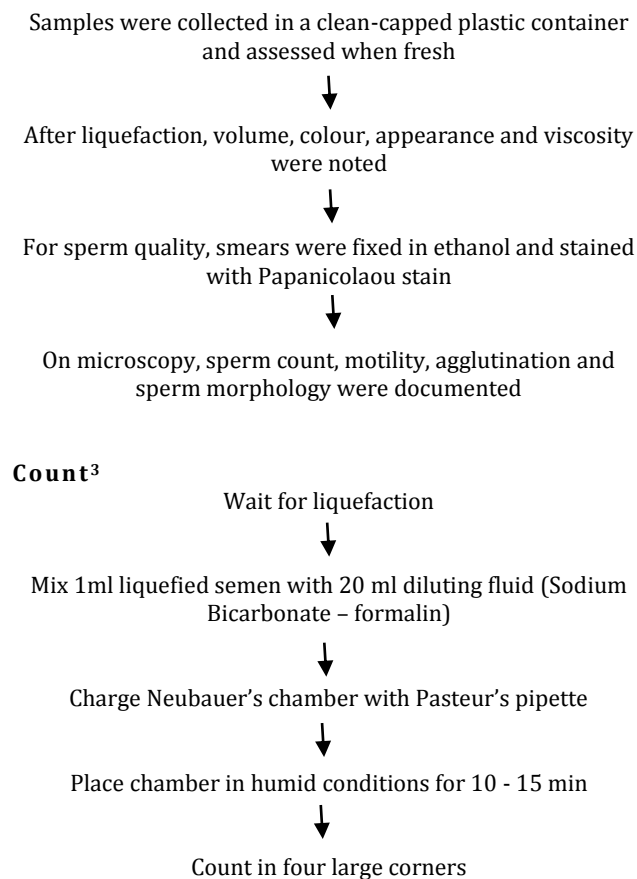 Samples were collected in a clean-capped plastic container
and assessed when fresh
After liquefaction, volume, colour, appearance and viscosity
were noted
For sperm quality, smears were fixed in ethanol and stained
with Papanicolaou stain
On microscopy, sperm count, motility, agglutination and
sperm morphology were documented
Count³
Wait for liquefaction
Mix 1ml liquefied semen with 20 ml diluting fluid (Sodium
Bicarbonate – formalin)
Charge Neubauer’s chamber with Pasteur’s pipette
Place chamber in humid conditions for 10 - 15 min
Count in four large corners